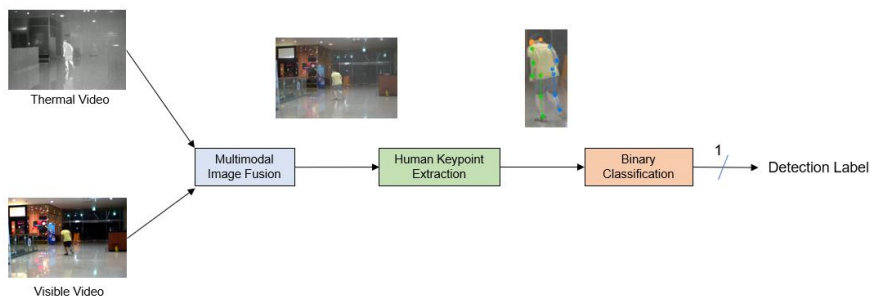 Thermal Video
1
Multimodal
Image Fusion
Human Keypoint
Extraction
Binary
Classification
Detection Label
Visible Video